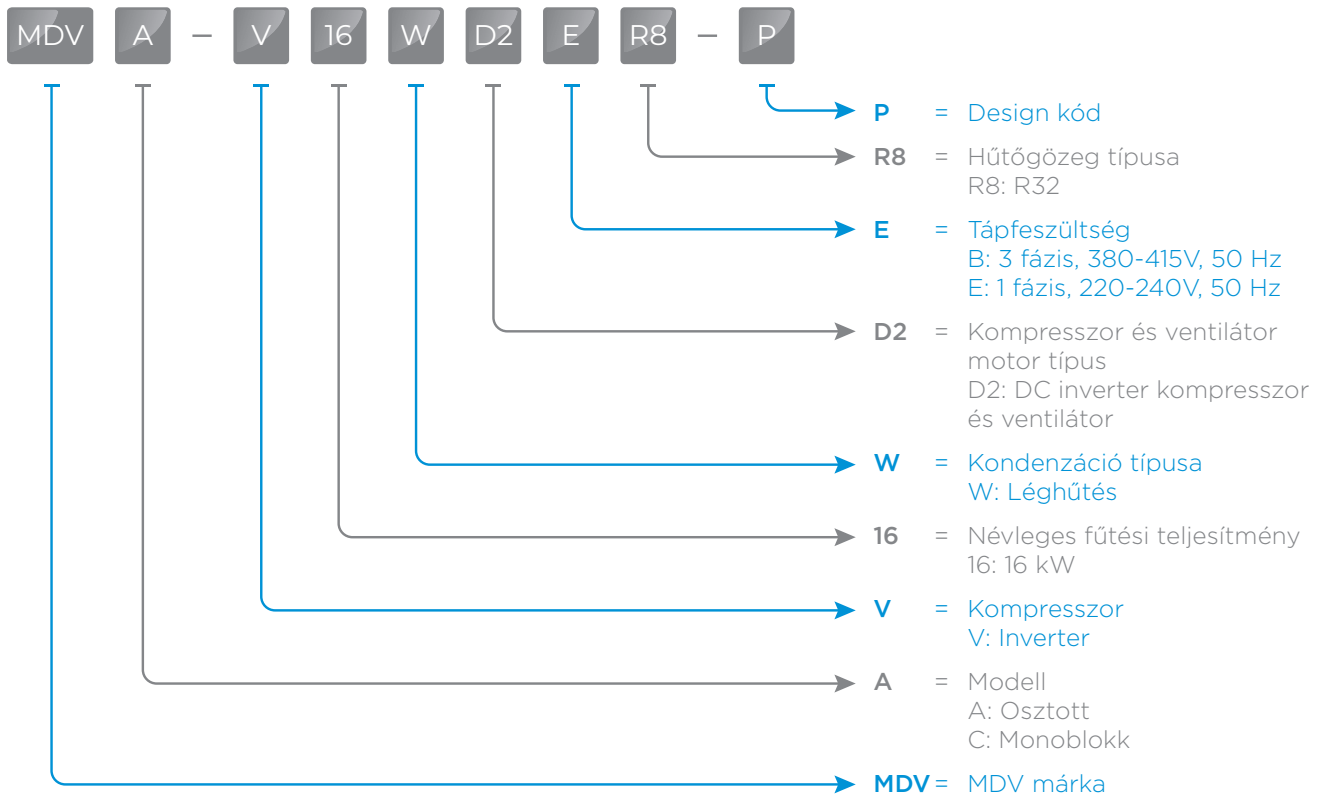 MDV A – V 16 W D2 E R8 – P
P = Design kód
R8 = Hűtőgözeg típusa
R8: R32
E = Tápfeszültség
B: 3 fázis, 380-415V, 50 Hz
E: 1 fázis, 220-240V, 50 Hz
D2 = Kompresszor és ventilátor
motor típus
D2: DC inverter kompresszor
és ventilátor
W = Kondenzáció típusa
W: Léghűtés
16 = Névleges fűtési teljesítmény
16: 16 kW
V = Kompresszor
V: Inverter
A = Modell
A: Osztott
C: Monoblokk
MDV = MDV márka